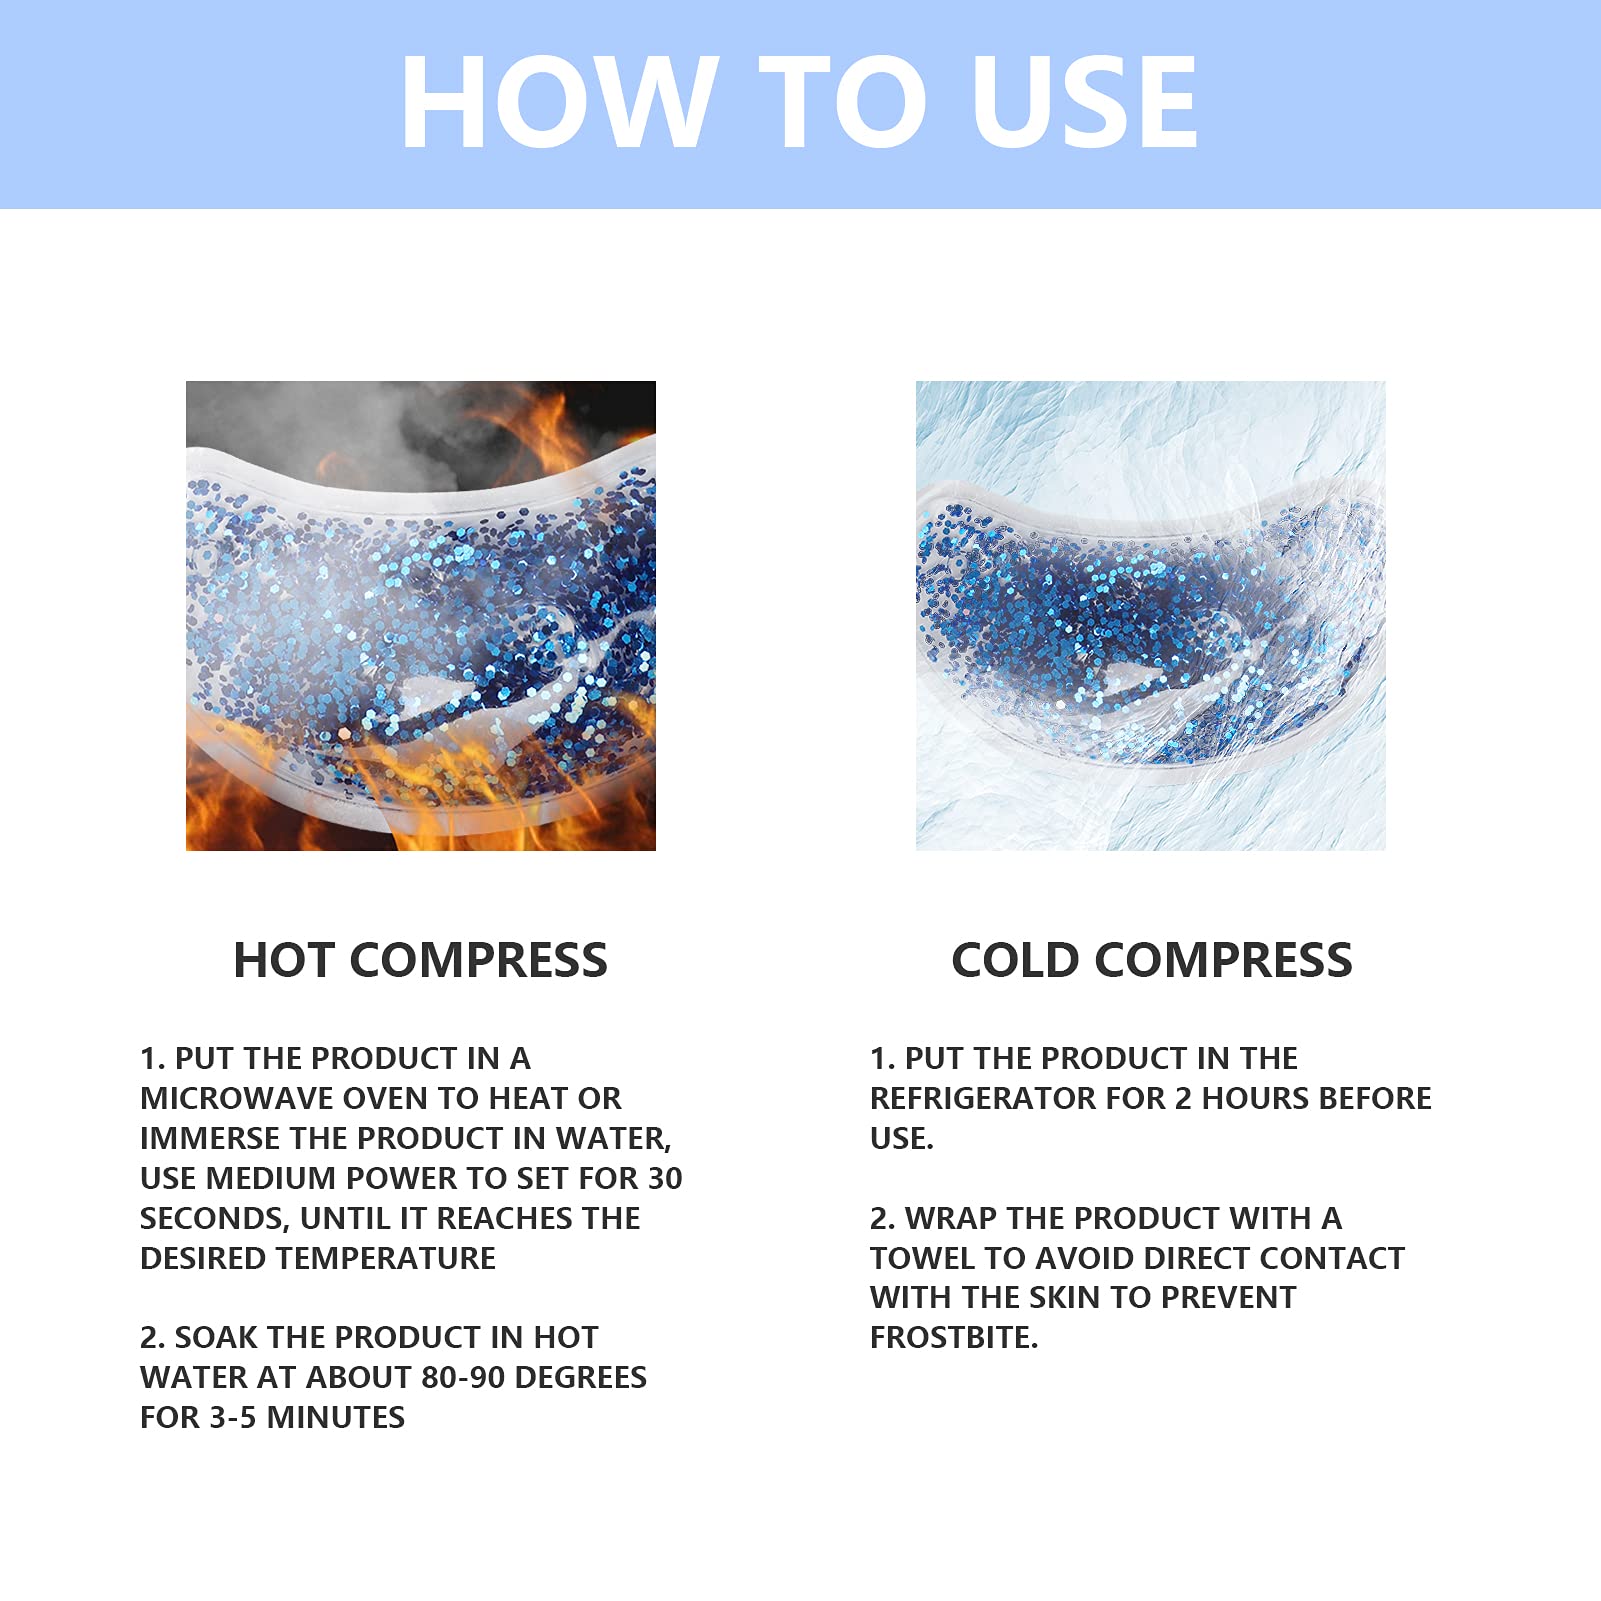 HOW TO USE
HOT COMPRESS
1. PUT THE PRODUCT IN A
MICROWAVE OVEN TO HEAT OR
IMMERSE THE PRODUCT IN WATER,
USE MEDIUM POWER TO SET FOR 30
SECONDS, UNTIL IT REACHES THE
DESIRED TEMPERATURE
2. SOAK THE PRODUCT IN HOT
WATER AT ABOUT 80-90 DEGREES
FOR 3-5 MINUTES
COLD COMPRESS
1. PUT THE PRODUCT IN THE
REFRIGERATOR FOR 2 HOURS BEFORE
USE.
2. WRAP THE PRODUCT WITH A
TOWEL TO AVOID DIRECT CONTACT
WITH THE SKIN TO PREVENT
FROSTBITE.